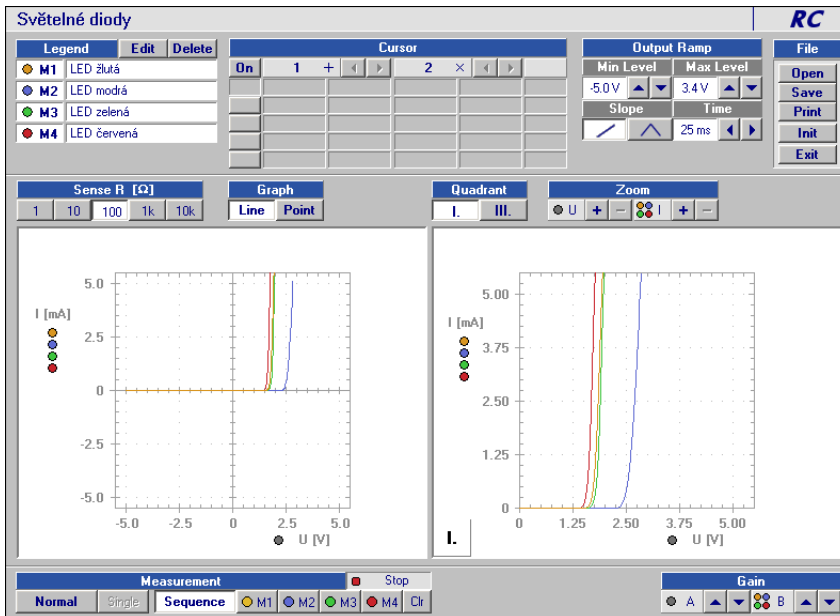 Světelné diody RC
Legend Edit Delete
M1 LED žlutá
M2 LED modrá
M3 LED zelená
M4 LED červená
Cursor
On 1 + 2 ×
Output Ramp
Min Level Max Level
-5.0 V 3.4 V
Slope Time
25 ms
File
Open
Save
Print
Init
Exit
Sense R [Ω]
1 10 100 1k 10k
Graph
Line Point
Quadrant
I. III.
Zoom
U + − I + −
5.0
I [mA]
2.5
0
-2.5
-5.0
-5.0 -2.5 0 2.5 5.0
U [V]
5.00
I [mA]
3.75
2.50
1.25
0
0 1.25 2.50 3.75 5.00
U [V]
I.
Measurement Stop
Normal Single Sequence M1 M2 M3 M4 Clr
Gain
A B